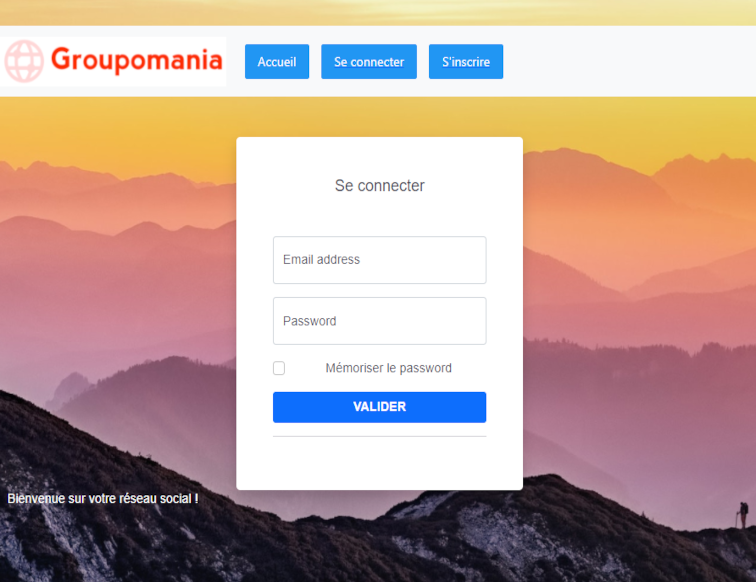 Groupomania
Accueil
Se connecter
S'inscrire
Se connecter
Email address
Password
Mémoriser le password
VALIDER
Bienvenue sur votre réseau social !